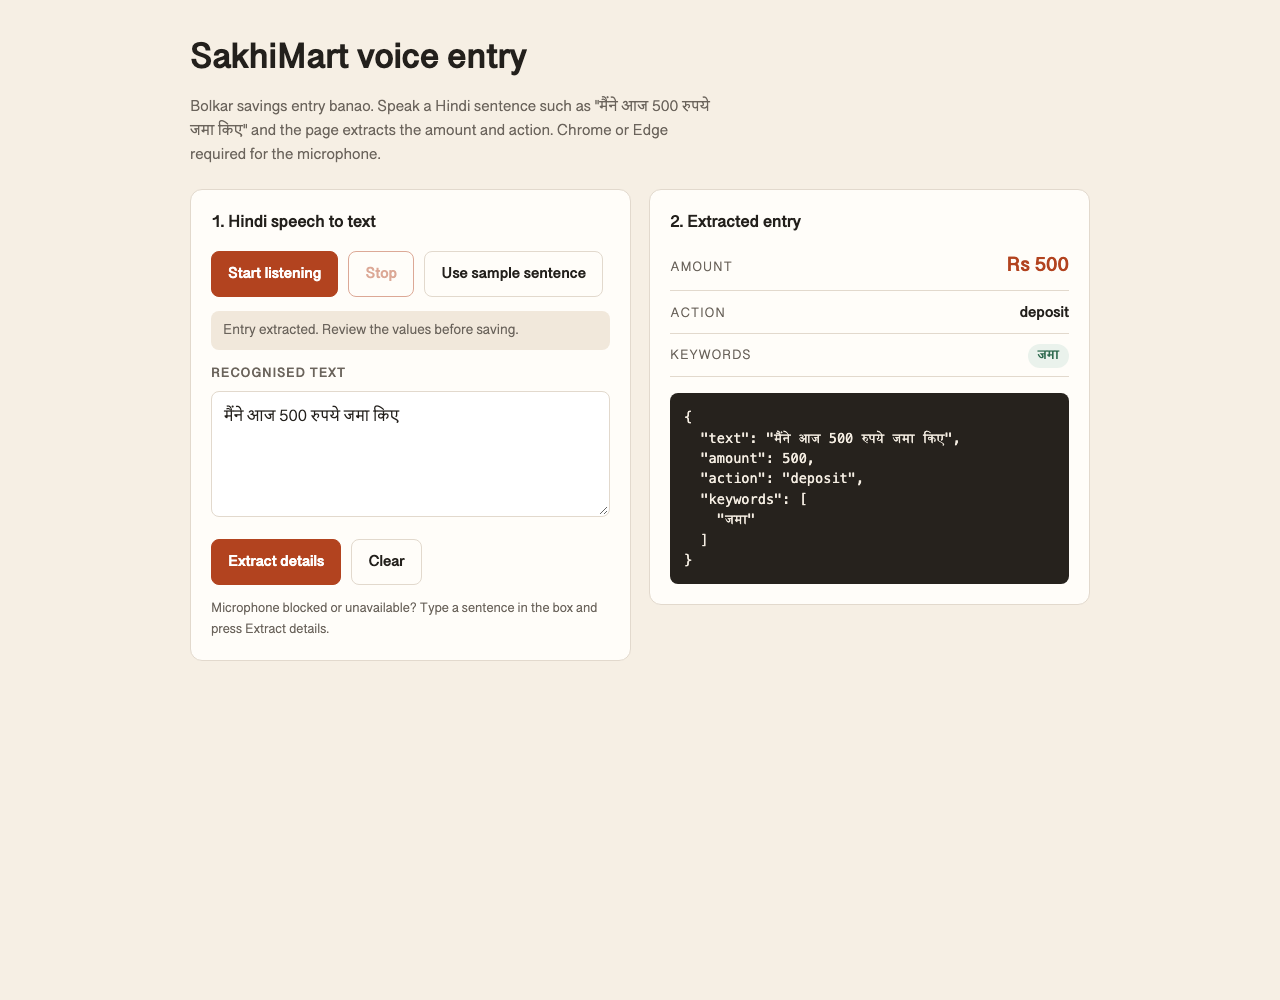 SakhiMart voice entry
Bolkar savings entry banao. Speak a Hindi sentence such as "मैंने आज 500 रुपये
जमा किए" and the page extracts the amount and action. Chrome or Edge
required for the microphone.
1. Hindi speech to text
Start listening
Stop
Use sample sentence
Entry extracted. Review the values before saving.
RECOGNISED TEXT
मैंने आज 500 रुपये जमा किए
Extract details
Clear
Microphone blocked or unavailable? Type a sentence in the box and
press Extract details.
2. Extracted entry
AMOUNT Rs 500
ACTION deposit
KEYWORDS जमा
{
  "text": "मैंने आज 500 रुपये जमा किए",
  "amount": 500,
  "action": "deposit",
  "keywords": [
    "जमा"
  ]
}